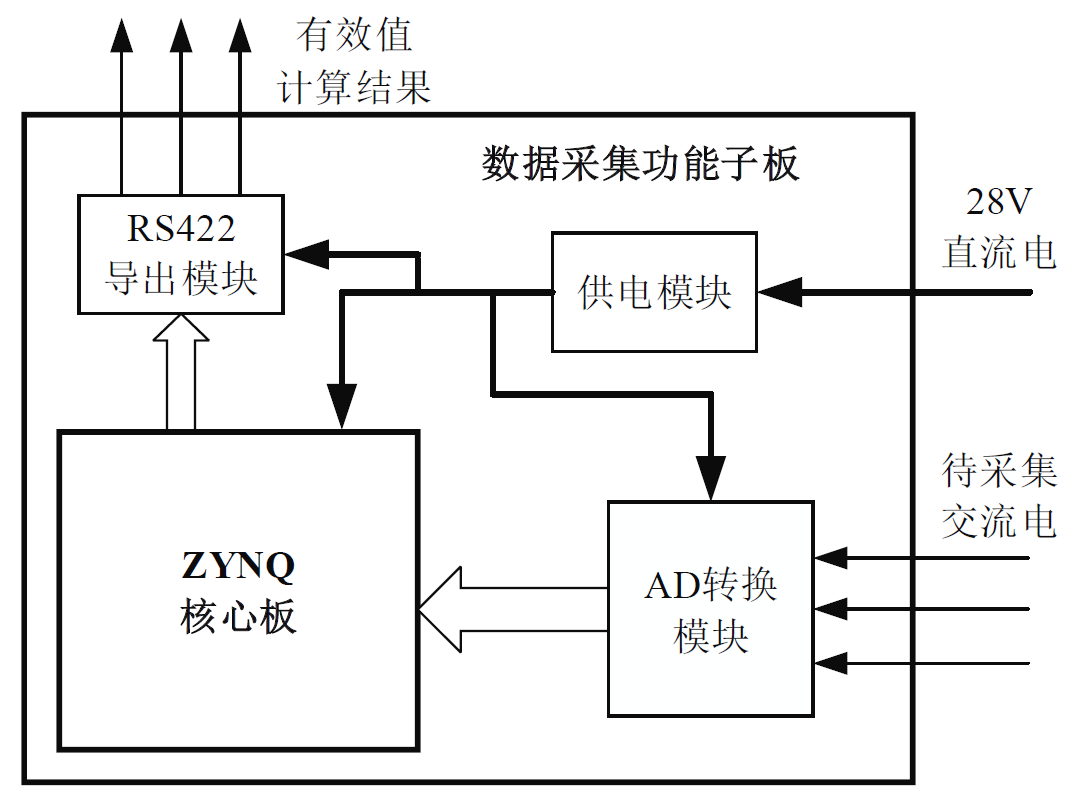 有效值
计算结果
数据采集功能子板
RS422
导出模块
供电模块
28V
直流电
待采集
交流电
ZYNQ
核心板
AD转换
模块